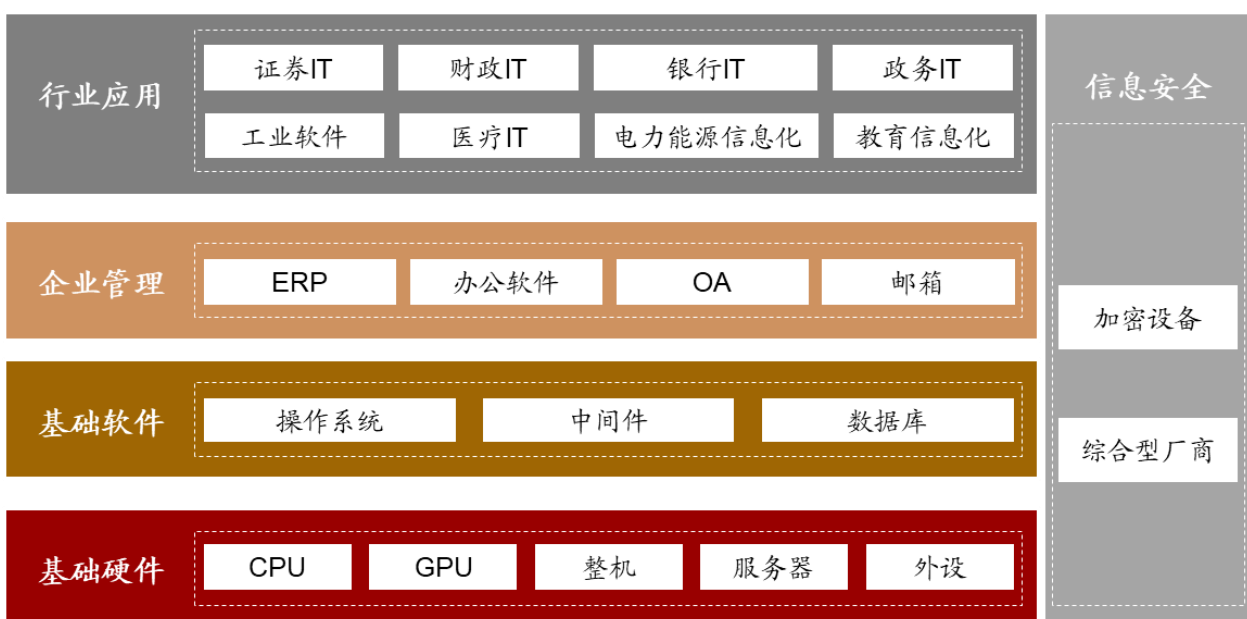 行业应用
证券IT
财政IT
银行IT
政务IT
工业软件
医疗IT
电力能源信息化
教育信息化
企业管理
ERP
办公软件
OA
邮箱
基础软件
操作系统
中间件
数据库
基础硬件
CPU
GPU
整机
服务器
外设
信息安全
加密设备
综合型厂商